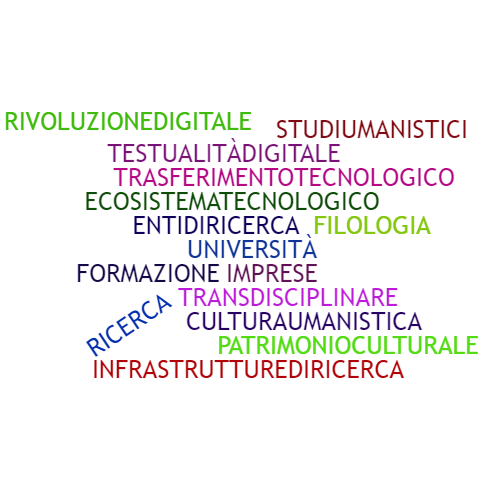 RIVOLUZIONEDIGITALE
STUDIUMANISTICI
TESTUALITÀDIGITALE
TRASFERIMENTOTECNOLOGICO
ECOSISTEMATECNOLOGICO
ENTIDIRICERCA FILOLOGIA
UNIVERSITÀ
FORMAZIONE IMPRESE
TRANSDISCIPLINARE
RICERCA
CULTURAUMANISTICA
PATRIMONIOCULTURALE
INFRASTRUTTUREDIRICERCA